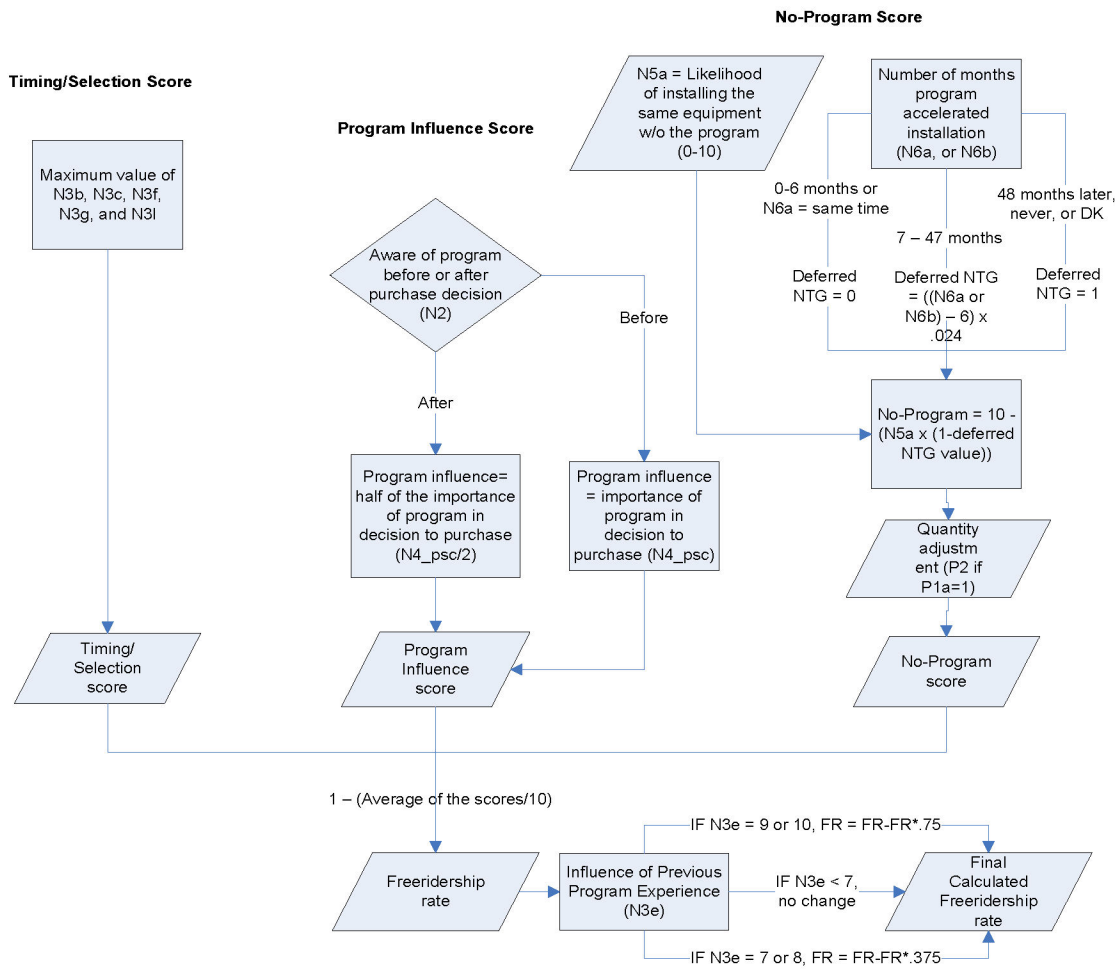 No-Program Score
Timing/Selection Score
Program Influence Score
Maximum value of
N3b, N3c, N3f,
N3g, and N3l
Aware of program
before or after
purchase decision
(N2)
After
Before
Program influence=
half of the importance
of program in
decision to purchase
(N4_psc/2)
Program influence
= importance of
program in
decision to
purchase (N4_psc)
N5a = Likelihood
of installing the
same equipment
w/o the program
(0-10)
Number of months
program
accelerated
installation
(N6a, or N6b)
0-6 months or
N6a = same time
Deferred
NTG = 0
7 – 47 months
Deferred NTG
= ((N6a or
N6b) – 6) x
.024
48 months later,
never, or DK
Deferred
NTG = 1
No-Program = 10 -
(N5a x (1-deferred
NTG value))
Quantity
adjustm
ent (P2 if
P1a=1)
Timing/
Selection
score
Program
Influence
score
No-Program
score
1 – (Average of the scores/10)
Freeridership
rate
Influence of Previous
Program Experience
(N3e)
IF N3e = 9 or 10, FR = FR-FR*.75
IF N3e < 7,
no change
IF N3e = 7 or 8, FR = FR-FR*.375
Final
Calculated
Freeridership
rate